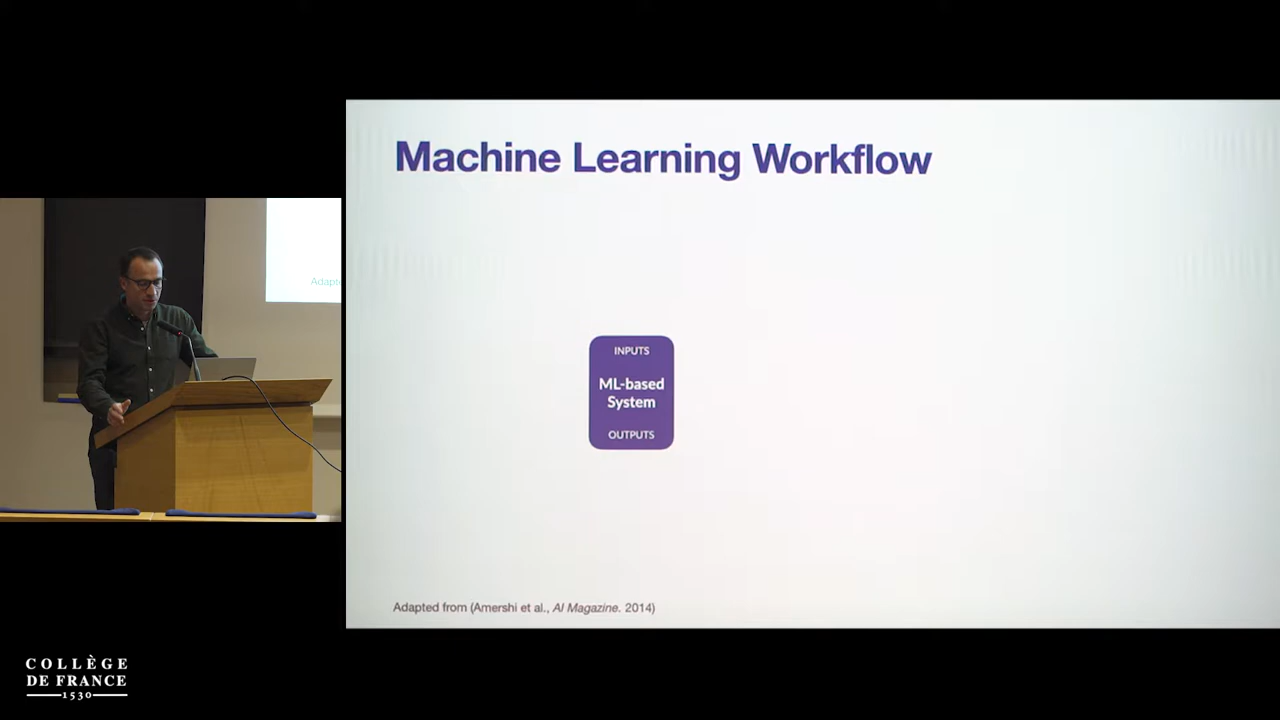 Machine Learning Workflow
INPUTS
ML-based
System
OUTPUTS
Adapted from (Amershi et al., AI Magazine. 2014)
Adapt
COLLÈGE
DE FRANCE
1530